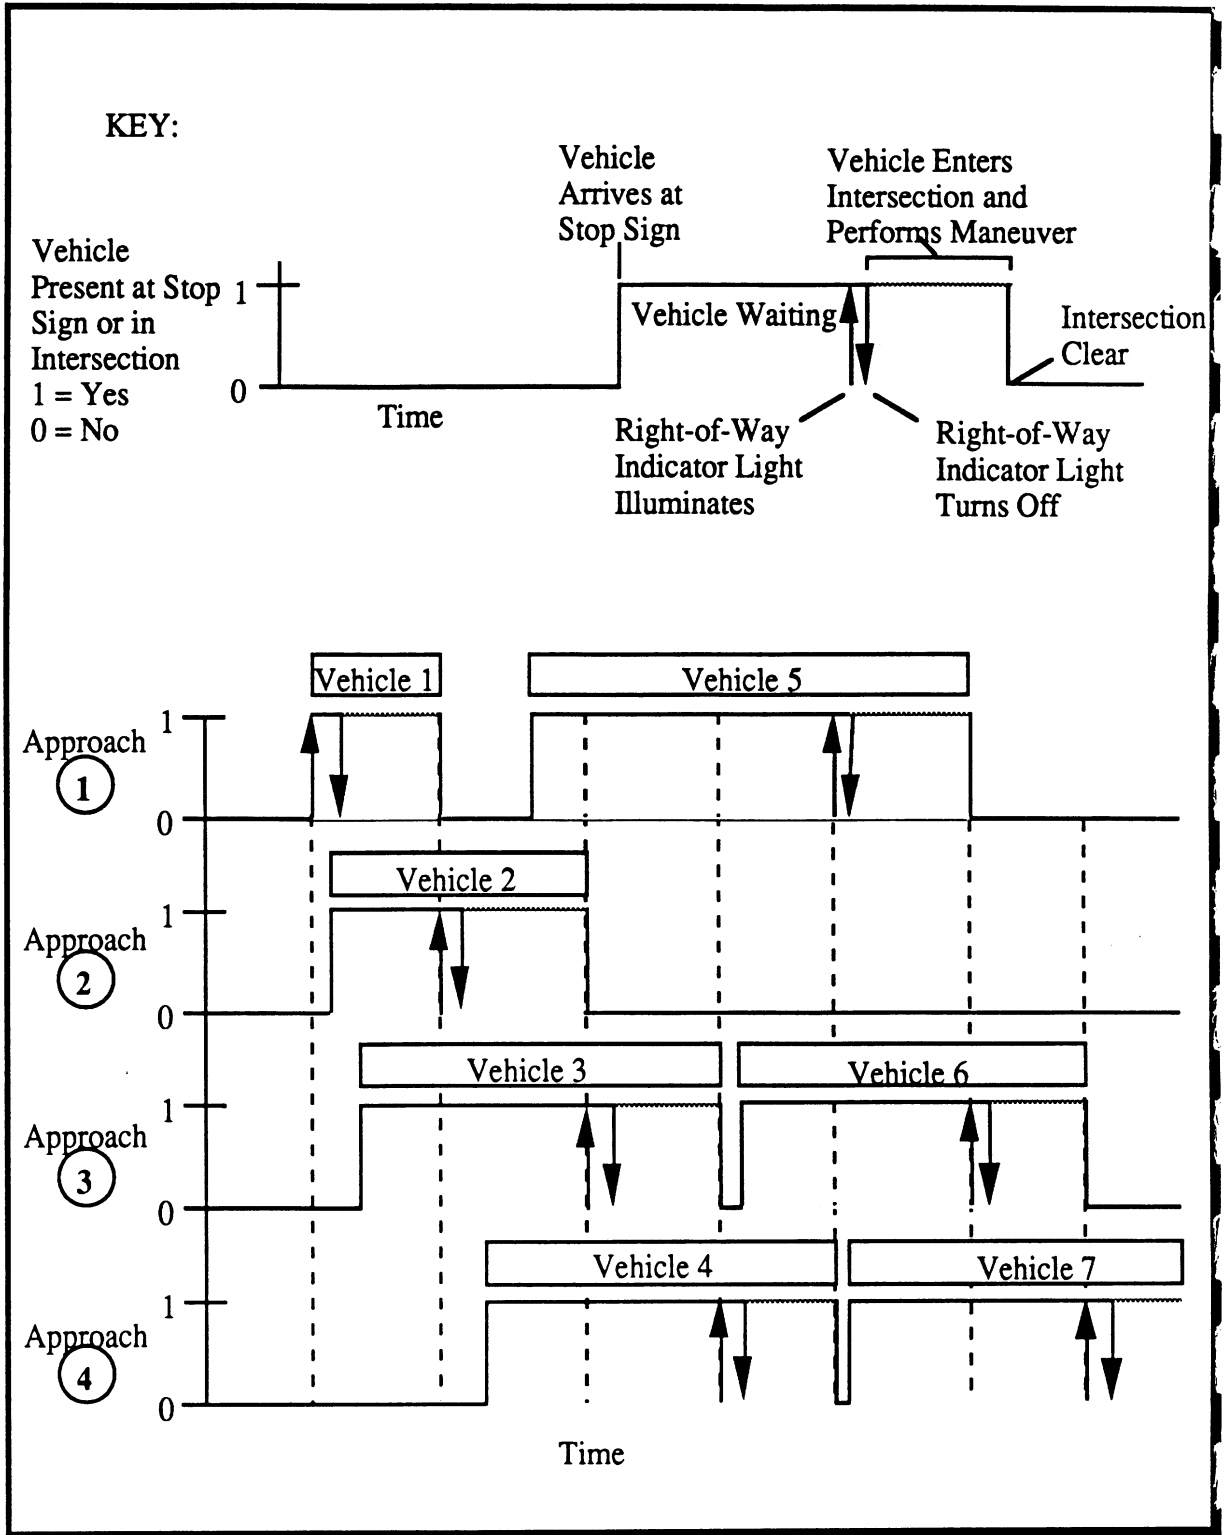 KEY:
Vehicle
Arrives at
Stop Sign
Vehicle Enters
Intersection and
Performs Maneuver
Vehicle
Present at Stop
Sign or in
Intersection
1 = Yes
0 = No
1
0
Vehicle Waiting
Intersection
Clear
Time
Right-of-Way
Indicator Light
Illuminates
Right-of-Way
Indicator Light
Turns Off
Vehicle 1
Vehicle 5
Approach
1
1
0
Vehicle 2
Approach
2
1
0
Vehicle 3
Vehicle 6
Approach
3
1
0
Vehicle 4
Vehicle 7
Approach
4
1
0
Time